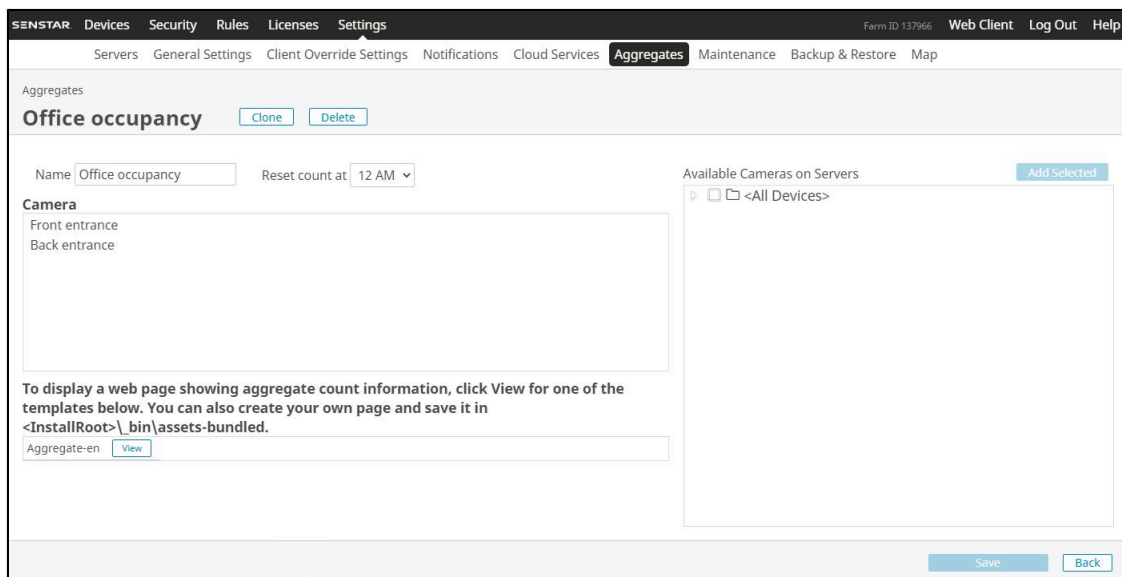 SENSTAR Devices Security Rules Licenses Settings Farm ID 137966 Web Client Log Out Help
Servers General Settings Client Override Settings Notifications Cloud Services Aggregates Maintenance Backup & Restore Map
Aggregates
Office occupancy Clone Delete
Name Office occupancy Reset count at 12 AM
Camera
Front entrance
Back entrance
To display a web page showing aggregate count information, click View for one of the
templates below. You can also create your own page and save it in
<InstallRoot>\_bin\assets-bundled.
Aggregate-en View
Available Cameras on Servers Add Selected
<All Devices>
Save Back